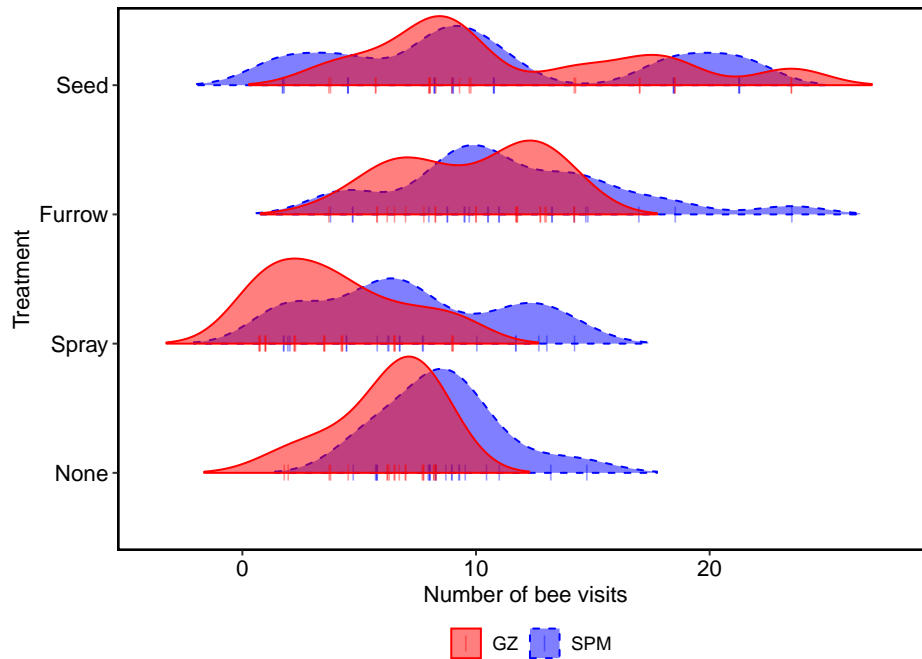 Treatment
Seed
Furrow
Spray
None
0 10 20
Number of bee visits
GZ SPM